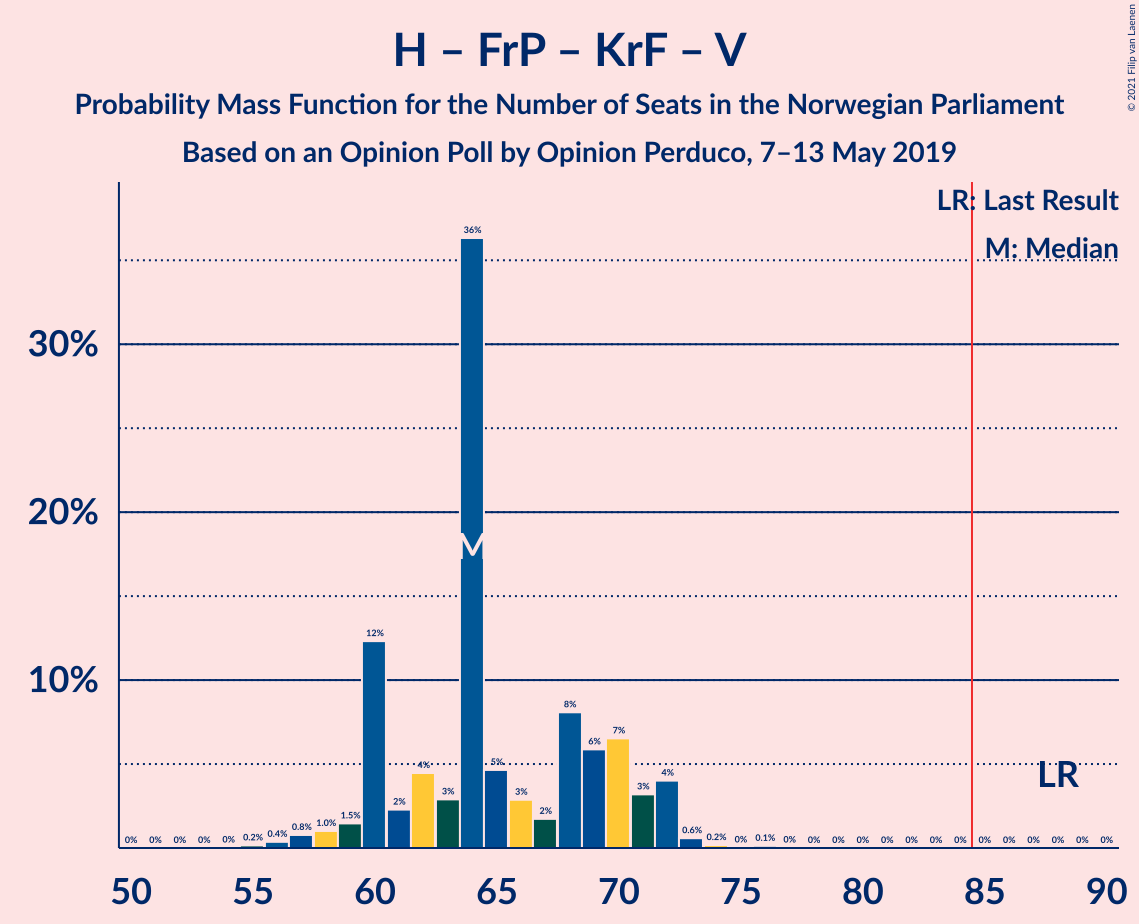 H – FrP – KrF – V
Probability Mass Function for the Number of Seats in the Norwegian Parliament
Based on an Opinion Poll by Opinion Perduco, 7–13 May 2019
© 2021 Filip van Laenen
LR: Last Result
M: Median
30%
20%
10%
0% 0% 0% 0% 0% 0.2% 0.4% 0.8% 1.0% 1.5% 12% 2% 4% 3% 36% 5% 3% 2% 8% 6% 7% 3% 4% 0.6% 0.2% 0% 0.1% 0% 0% 0% 0% 0% 0% 0% 0% 0% 0% 0% 0% 0% 0%
M
LR
50 55 60 65 70 75 80 85 90